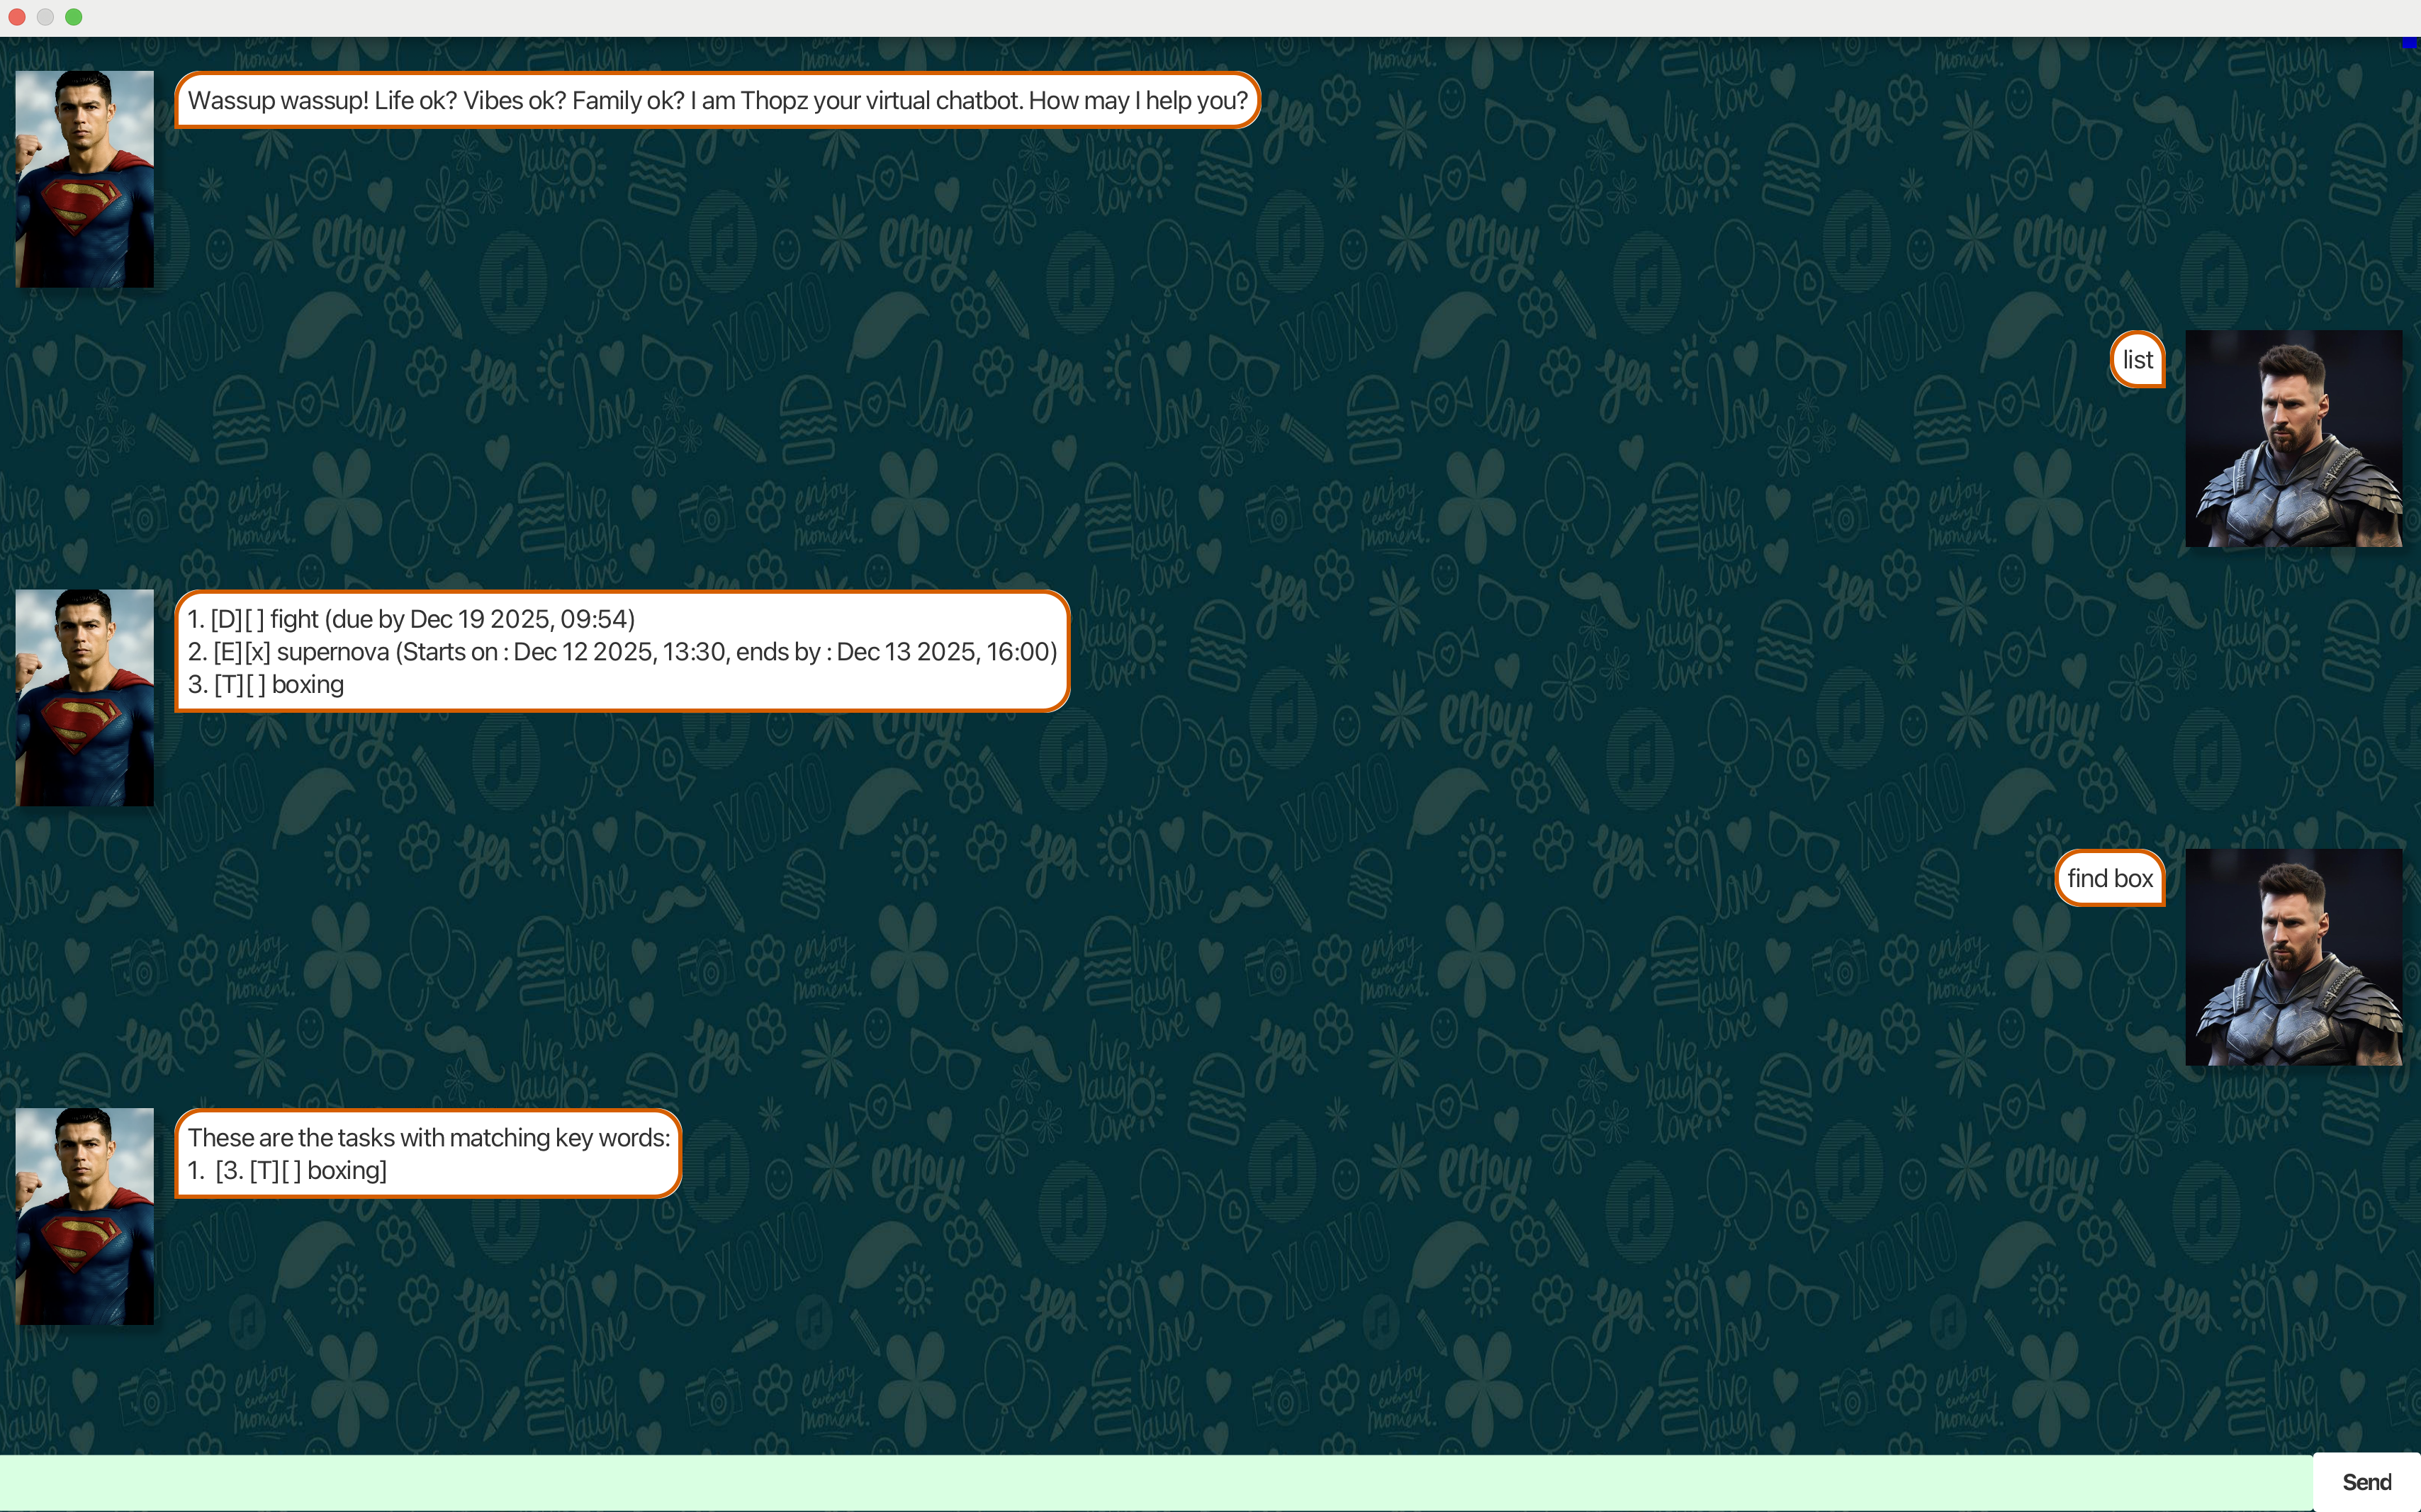 Wassup wassup! Life ok? Vibes ok? Family ok? I am Thopz your virtual chatbot. How may I help you?
list
1. [D][ ] fight (due by Dec 19 2025, 09:54)
2. [E][x] supernova (Starts on : Dec 12 2025, 13:30, ends by : Dec 13 2025, 16:00)
3. [T][ ] boxing
find box
These are the tasks with matching key words:
1.  [3. [T][ ] boxing]
Send